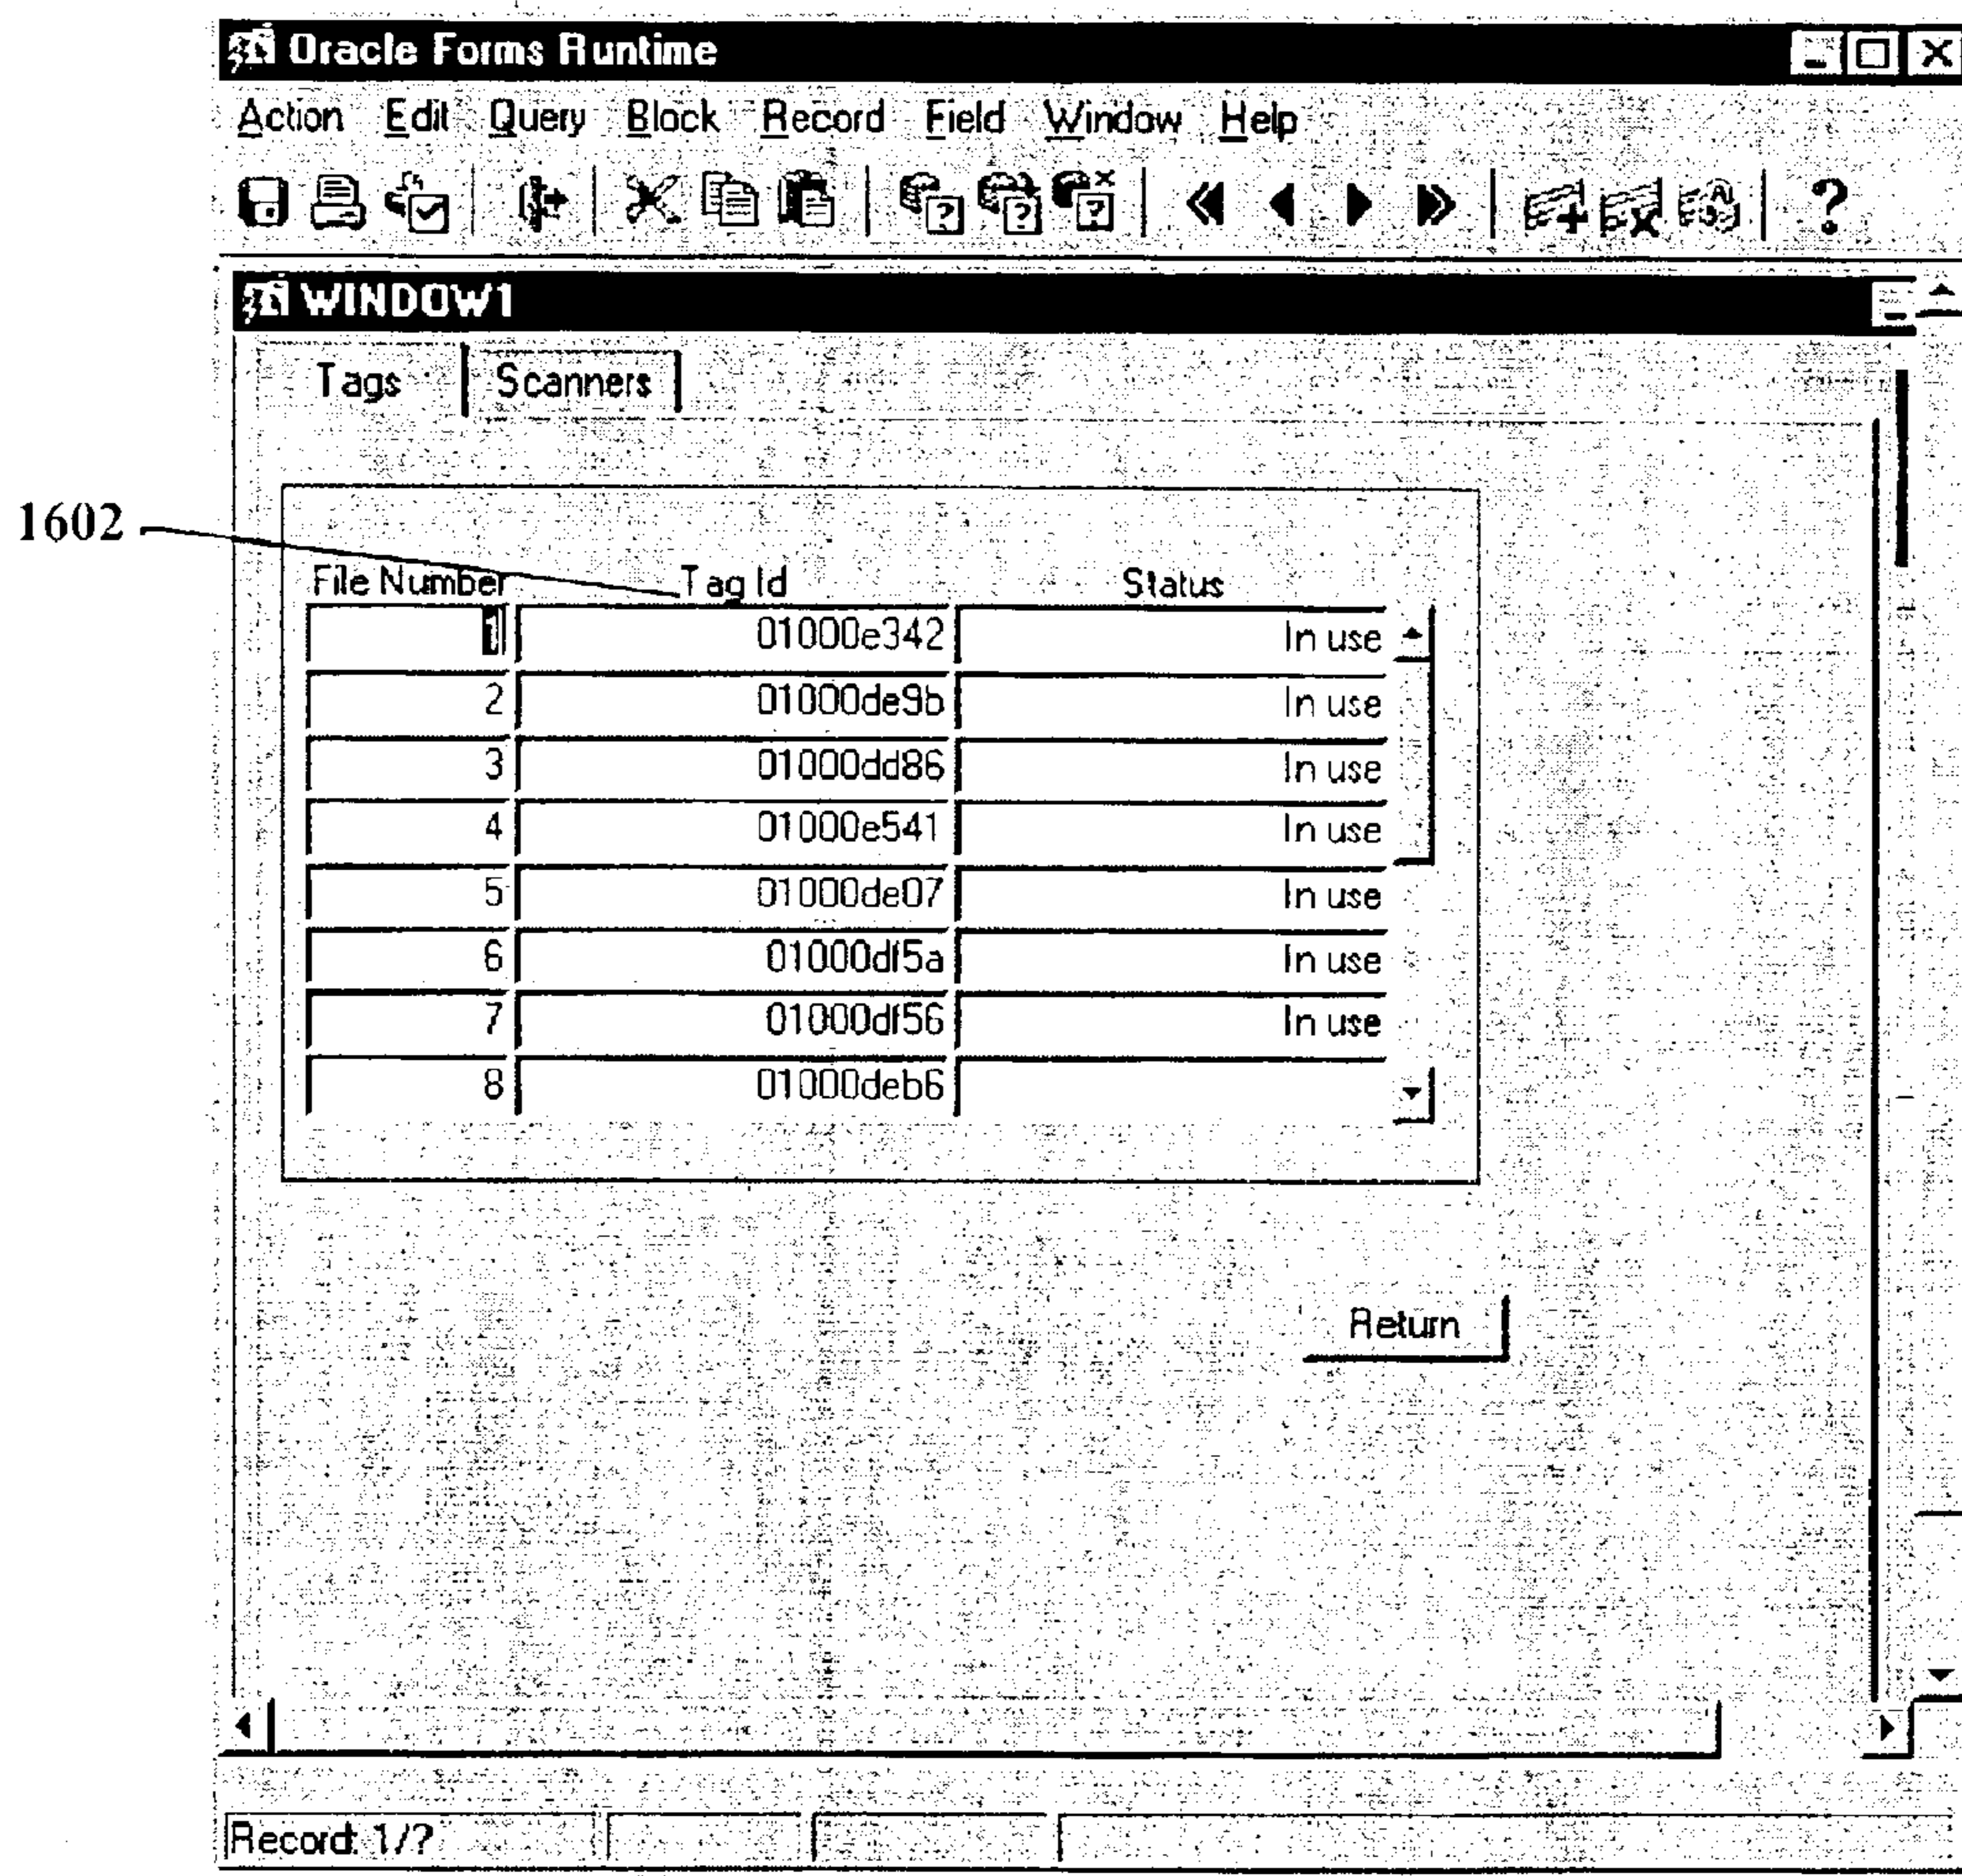 Oracle Forms Runtime
Action Edit Query Block Record Field Window Help
WINDOW1
Tags Scanners
1602
File Number Tag Id Status
1 01000e342 In use
2 01000de9b In use
3 01000dd86 In use
4 01000e541 In use
5 01000de07 In use
6 01000df5a In use
7 01000df56 In use
8 01000deb6
Return
Record: 1/?